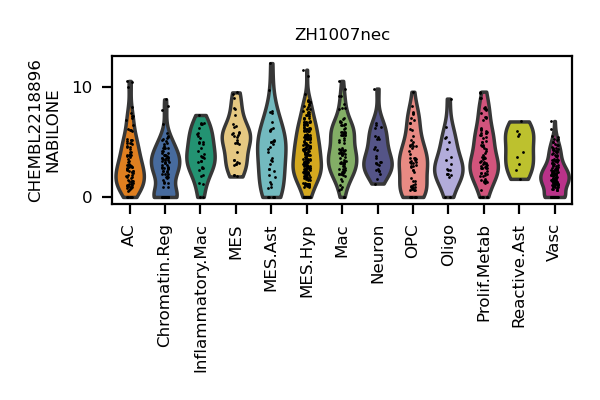 ZH1007nec
CHEMBL2218896
NABILONE
10
0
AC
Chromatin.Reg
Inflammatory.Mac
MES
MES.Ast
MES.Hyp
Mac
Neuron
OPC
Oligo
Prolif.Metab
Reactive.Ast
Vasc